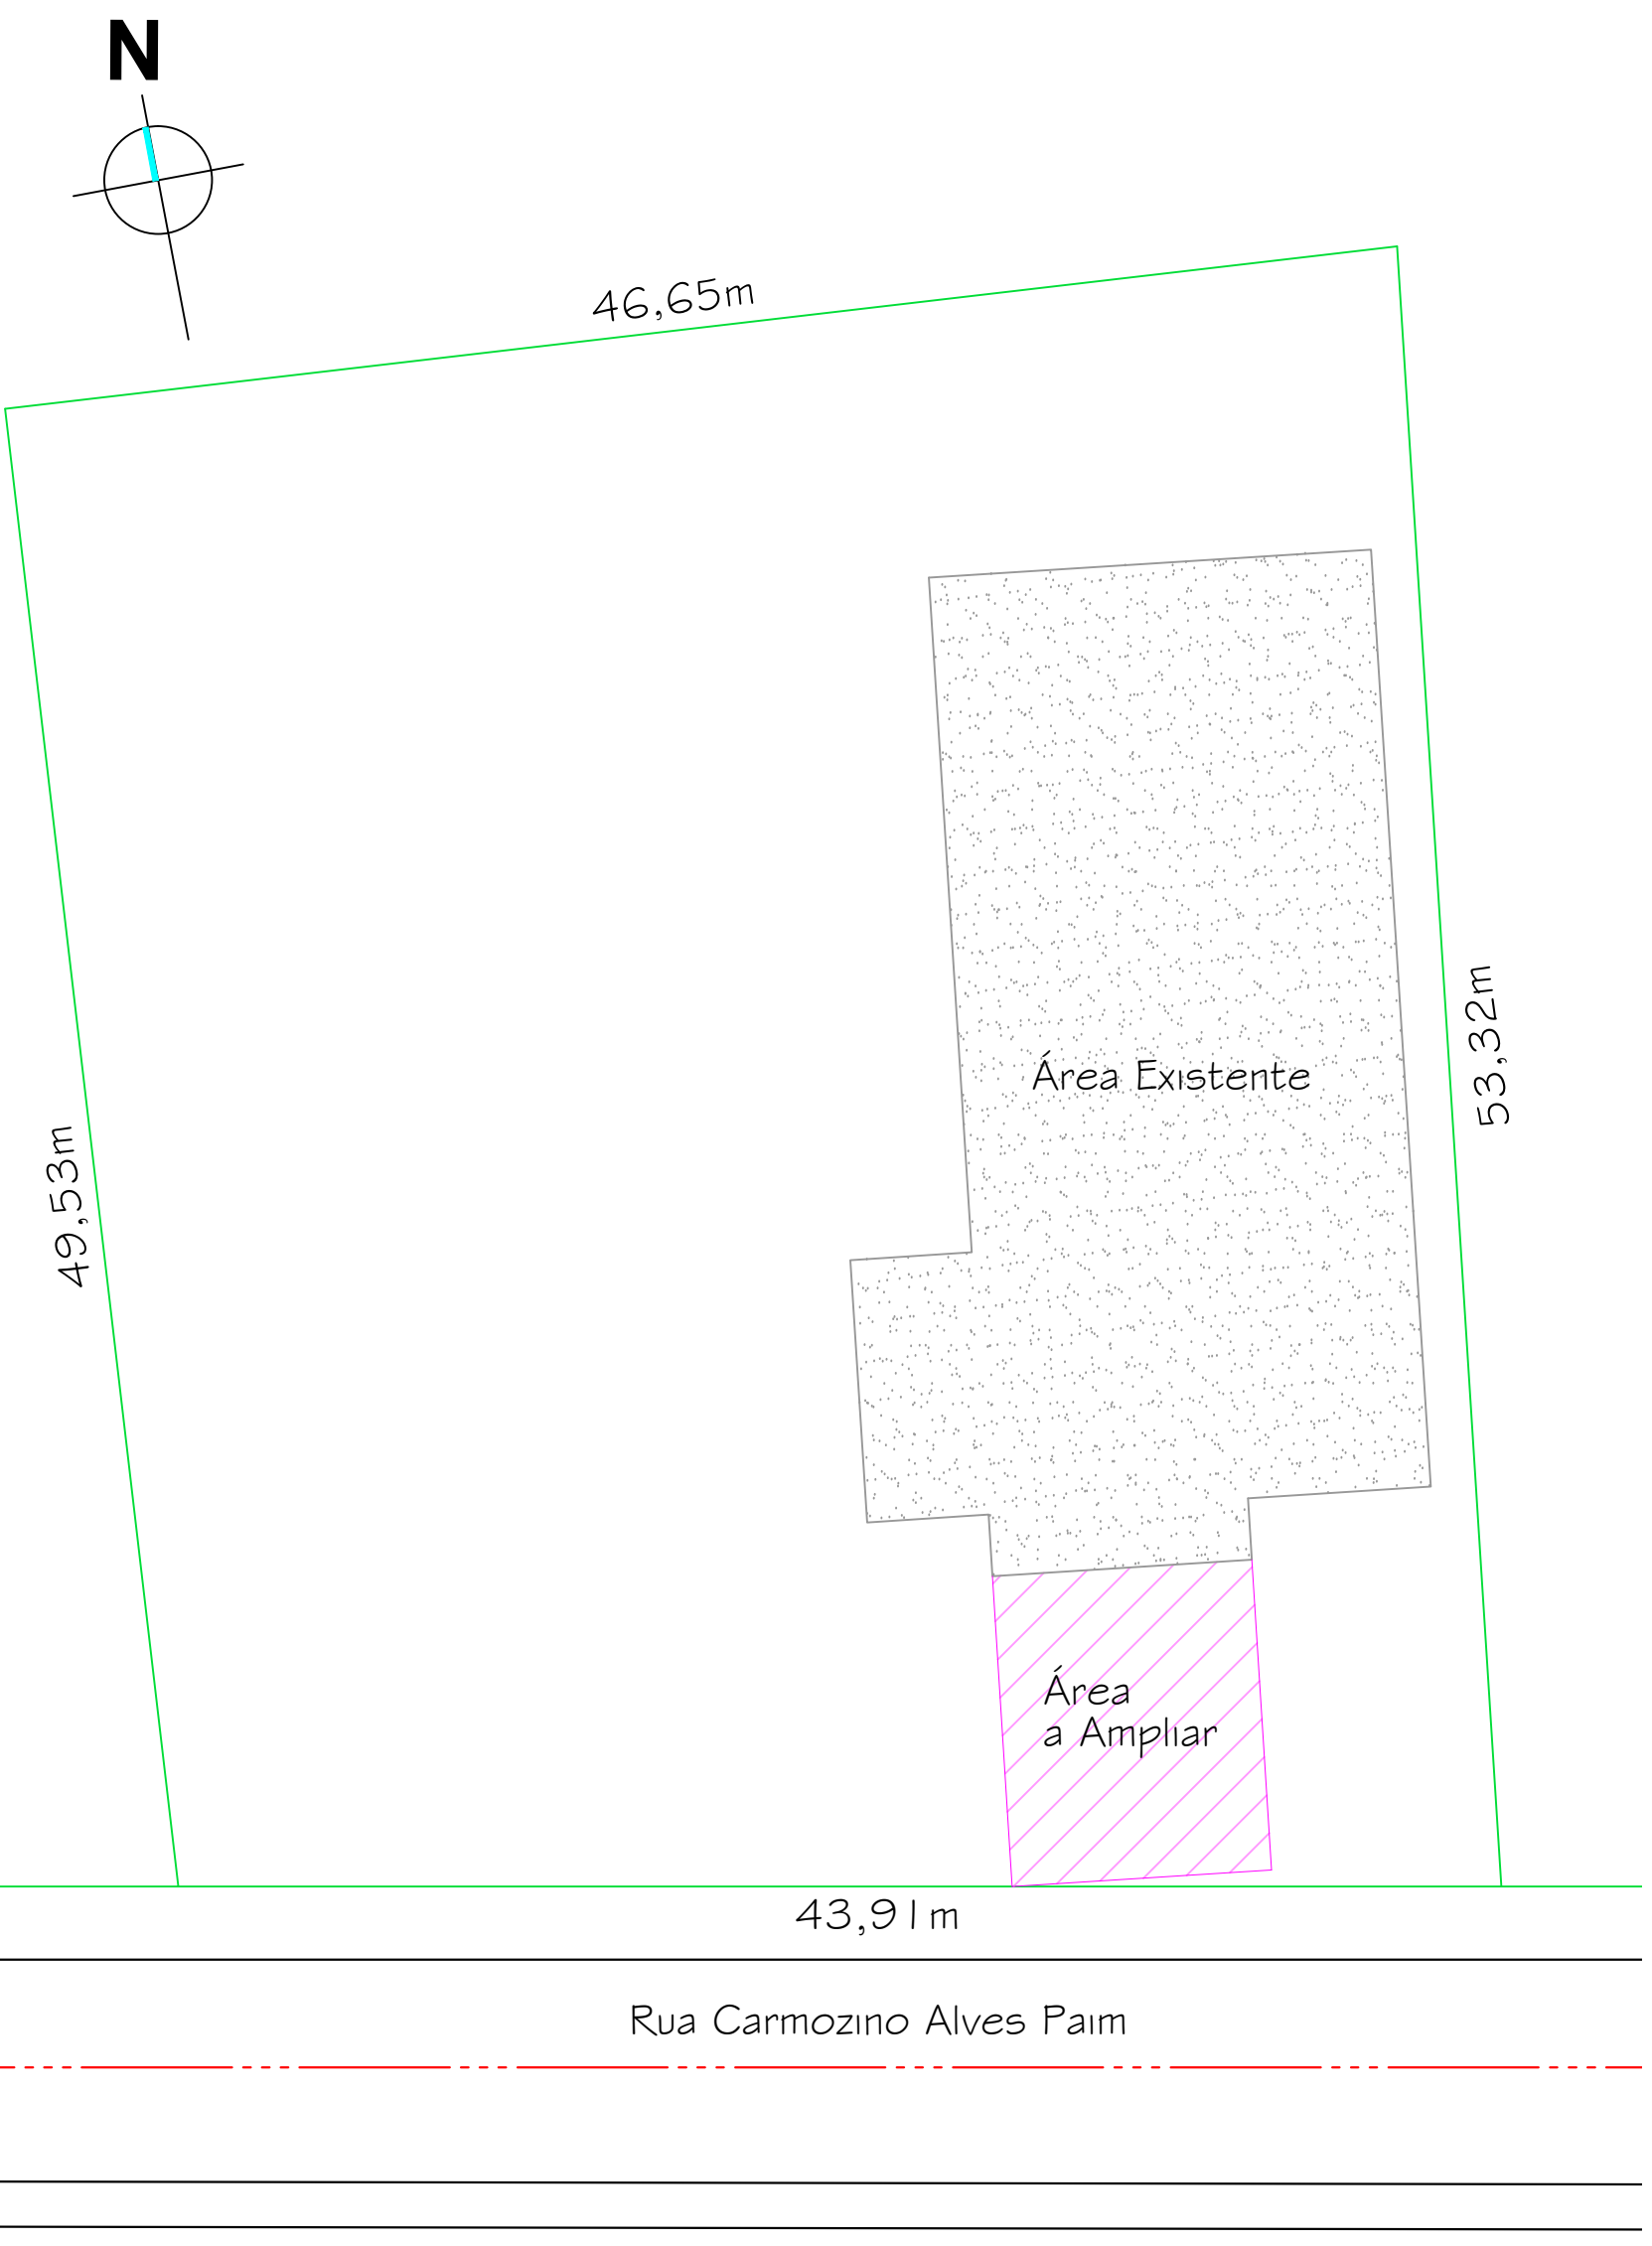 N
46,65m
49,53m
53,32m
Área Existente
Área
a Ampliar
43,91m
Rua Carmozino Alves Paim